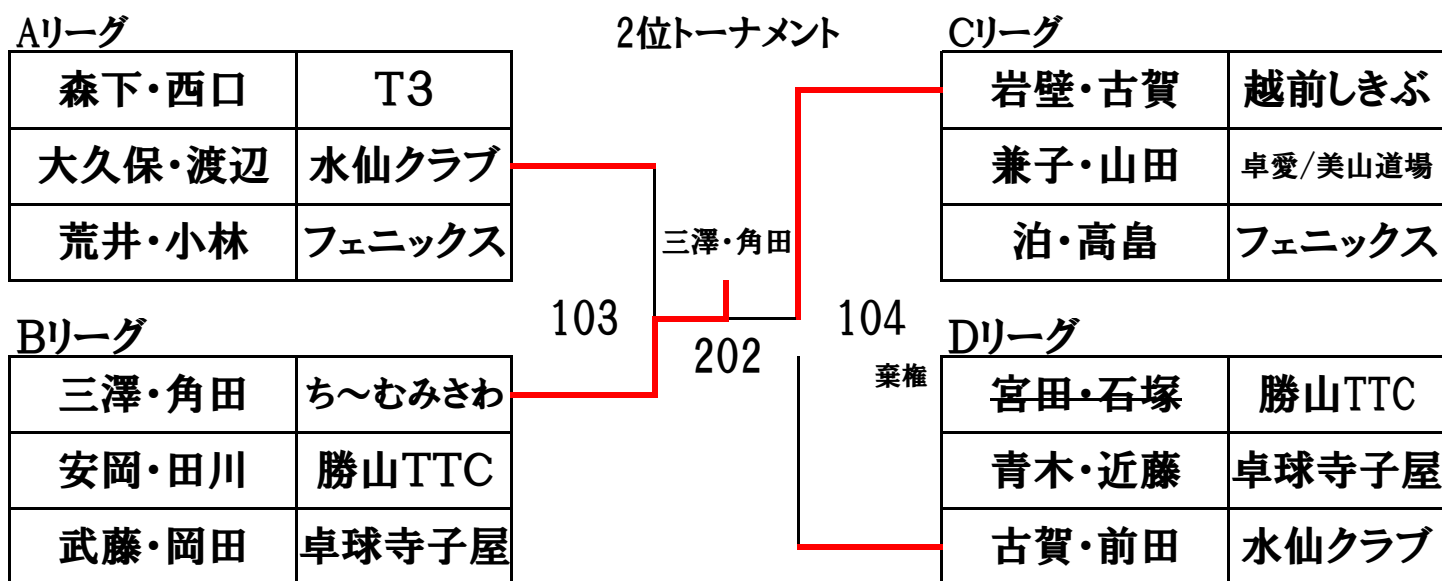 Aリーグ
2位トーナメント
Cリーグ
森下・西口 T3
大久保・渡辺 水仙クラブ
荒井・小林 フェニックス
岩壁・古賀 越前しきぶ
兼子・山田 卓愛/美山道場
泊・高畠 フェニックス
三澤・角田
103
104
202
棄権
Bリーグ
三澤・角田 ち～むみさわ
安岡・田川 勝山TTC
武藤・岡田 卓球寺子屋
Dリーグ
宮田・石塚 勝山TTC
青木・近藤 卓球寺子屋
古賀・前田 水仙クラブ